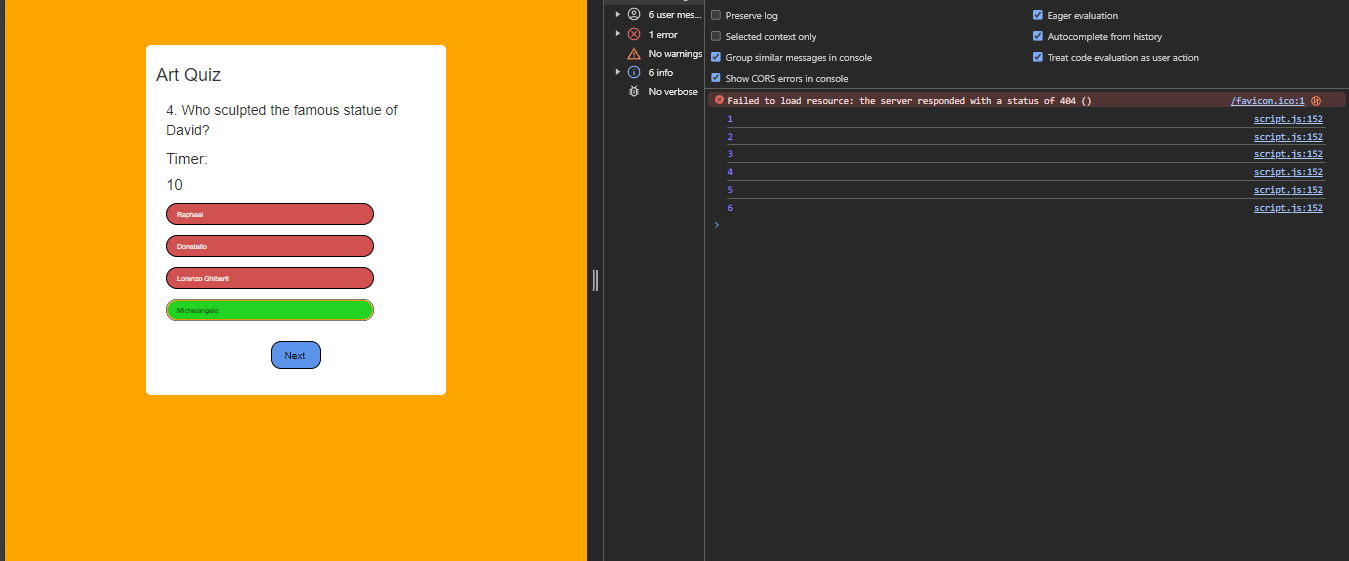 Art Quiz
4. Who sculpted the famous statue of
David?
Timer:
10
Raphael
Donatello
Lorenzo Ghiberti
Michelangelo
Next
6 user mes...
1 error
No warnings
6 info
No verbose
Preserve log
Selected context only
Group similar messages in console
Show CORS errors in console
Eager evaluation
Autocomplete from history
Treat code evaluation as user action
Failed to load resource: the server responded with a status of 404 () /favicon.ico:1
1 script.js:152
2 script.js:152
3 script.js:152
4 script.js:152
5 script.js:152
6 script.js:152